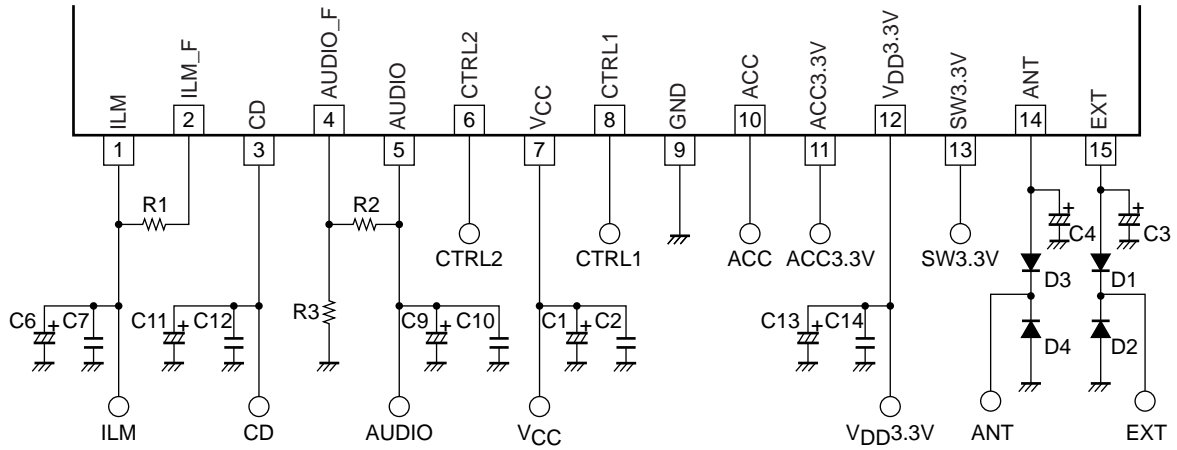 ILM
ILM_F
CD
AUDIO_F
AUDIO
CTRL2
VCC
CTRL1
GND
ACC
ACC3.3V
VDD3.3V
SW3.3V
ANT
EXT
1
2
3
4
5
6
7
8
9
10
11
12
13
14
15
R1
R2
+
C4
+
C3
CTRL2
CTRL1
ACC
ACC3.3V
SW3.3V
D3
D1
R3
C6
+
C7
C11
+
C12
C9
+
C10
C1
+
C2
C13
+
C14
D4
D2
ILM
CD
AUDIO
VCC
VDD3.3V
ANT
EXT